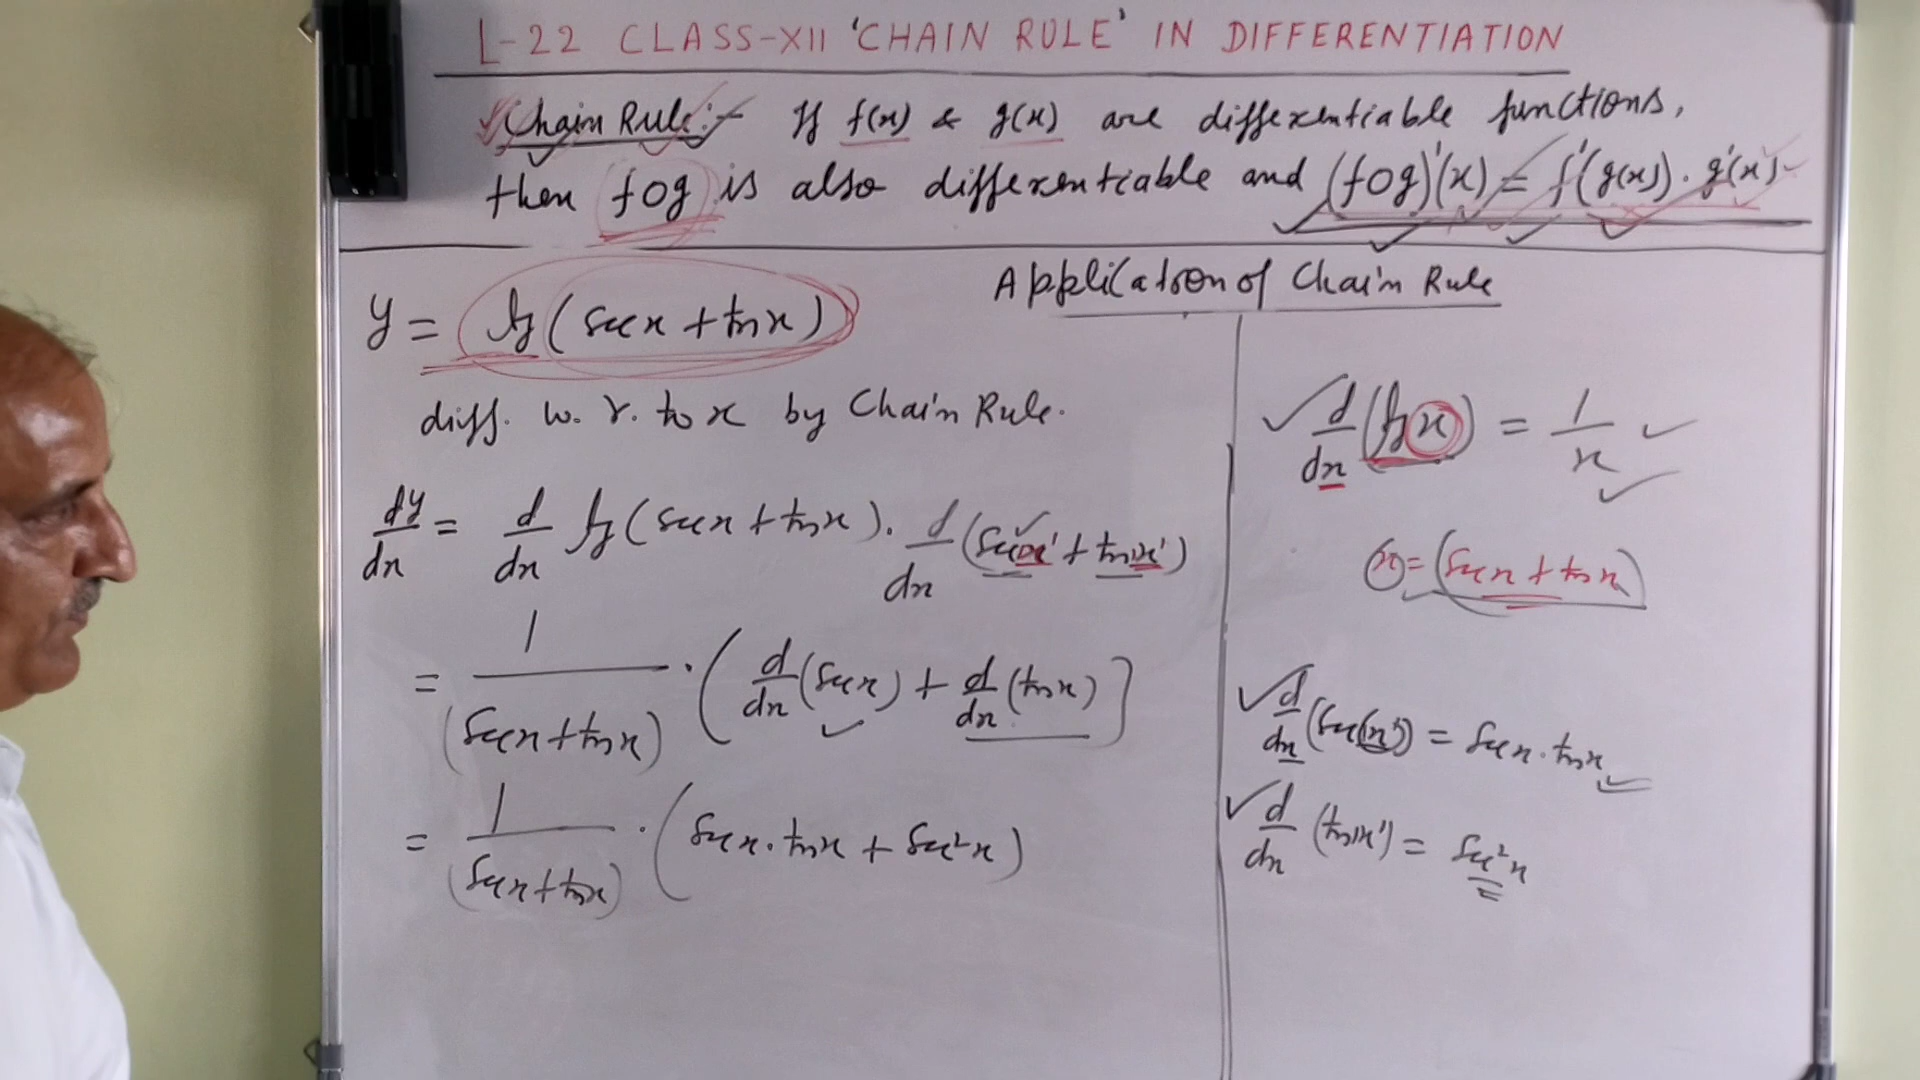 L-22 CLASS-XII 'CHAIN RULE' IN DIFFERENTIATION
Chain Rule:- If f(x) & g(x) are differentiable functions,
then fog is also differentiable and (fog)'(x) = f'(g(x)).g'(x)
Application of Chain Rule
y = log(secx+tanx)
diff. w. r. to x by Chain Rule.
dy/dx = d/dx log(secx+tanx). d/dx (secx'+tanx')
= 1/(secx+tanx) . (d/dx(secx) + d/dx(tanx))
= 1/(secx+tanx) . (secx.tanx + sec²x)
d/dx(logx) = 1/x
x=(secx+tanx)
d/dx(sec(x')) = secx.tanx
d/dx(tanx') = sec²x